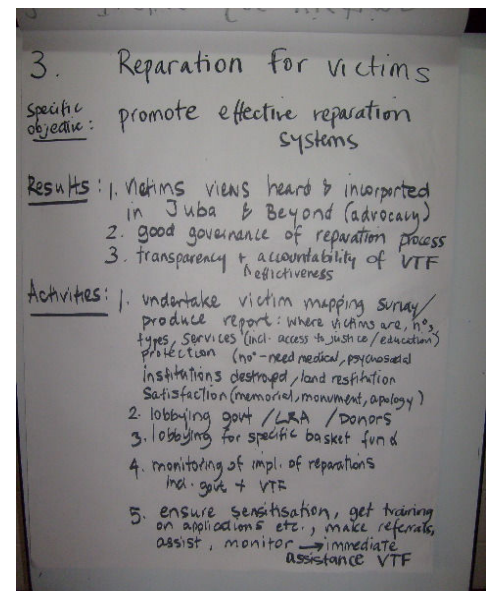 3. Reparation for victims
Specific
objective: promote effective reparation
systems
Results: 1. Victims views heard & incorported
in Juba & Beyond (advocacy)
2. good governance of reparation process
3. transparency + accountability of VTF
& effectiveness
Activities: 1. undertake victim mapping survay/
produce report: where victims are, no,
types, services (incl. access to justice/education)
protection (no - need medical, psychosocial
institutions destroyed, land restitution
Satisfaction (memorial, monument, apology)
2. lobbying govt /LRA /Donors
3. lobbying for specific basket fund
4. monitoring of impl. of reparations
incl. govt + VTF
5. ensure sensitisation, get training
on applications etc., make referrals,
assist, monitor → immediate
assistance VTF